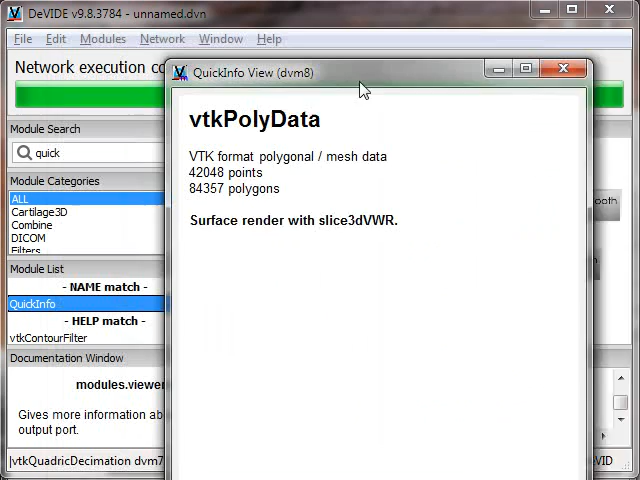 DeVIDE v9.8.3784 - unnamed.dvn
File Edit Modules Network Window Help
Network execution co
QuickInfo View (dvm8)
Module Search
quick
Module Categories
ALL
Cartilage3D
Combine
DICOM
Filters
Module List
- NAME match -
QuickInfo
- HELP match -
vtkContourFilter
Documentation Window
modules.viewer
Gives more information ab
output port.
|vtkQuadricDecimation dvm7
vtkPolyData
VTK format polygonal / mesh data
42048 points
84357 polygons
Surface render with slice3dVWR.
ooth
VID